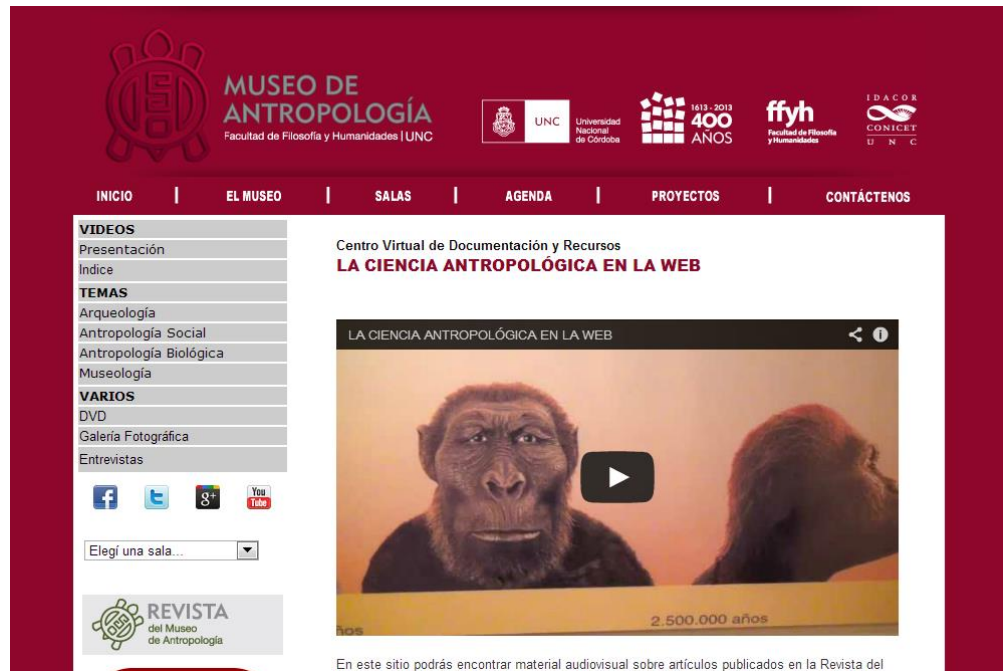 MUSEO DE
ANTROPOLOGÍA
Facultad de Filosofía y Humanidades | UNC
UNC
Universidad
Nacional
de Córdoba
1613 - 2013
400
AÑOS
ffyh
Facultad de Filosofía
y Humanidades
IDACOR
CONICET
U N C
INICIO | EL MUSEO | SALAS | AGENDA | PROYECTOS | CONTÁCTENOS
VIDEOS
Presentación
Indice
TEMAS
Arqueología
Antropología Social
Antropología Biológica
Museología
VARIOS
DVD
Galería Fotográfica
Entrevistas
You
Tube
Elegí una sala...
REVISTA
del Museo
de Antropología
Centro Virtual de Documentación y Recursos
LA CIENCIA ANTROPOLÓGICA EN LA WEB
LA CIENCIA ANTROPOLÓGICA EN LA WEB
2.500.000 años
ños
En este sitio podrás encontrar material audiovisual sobre artículos publicados en la Revista del